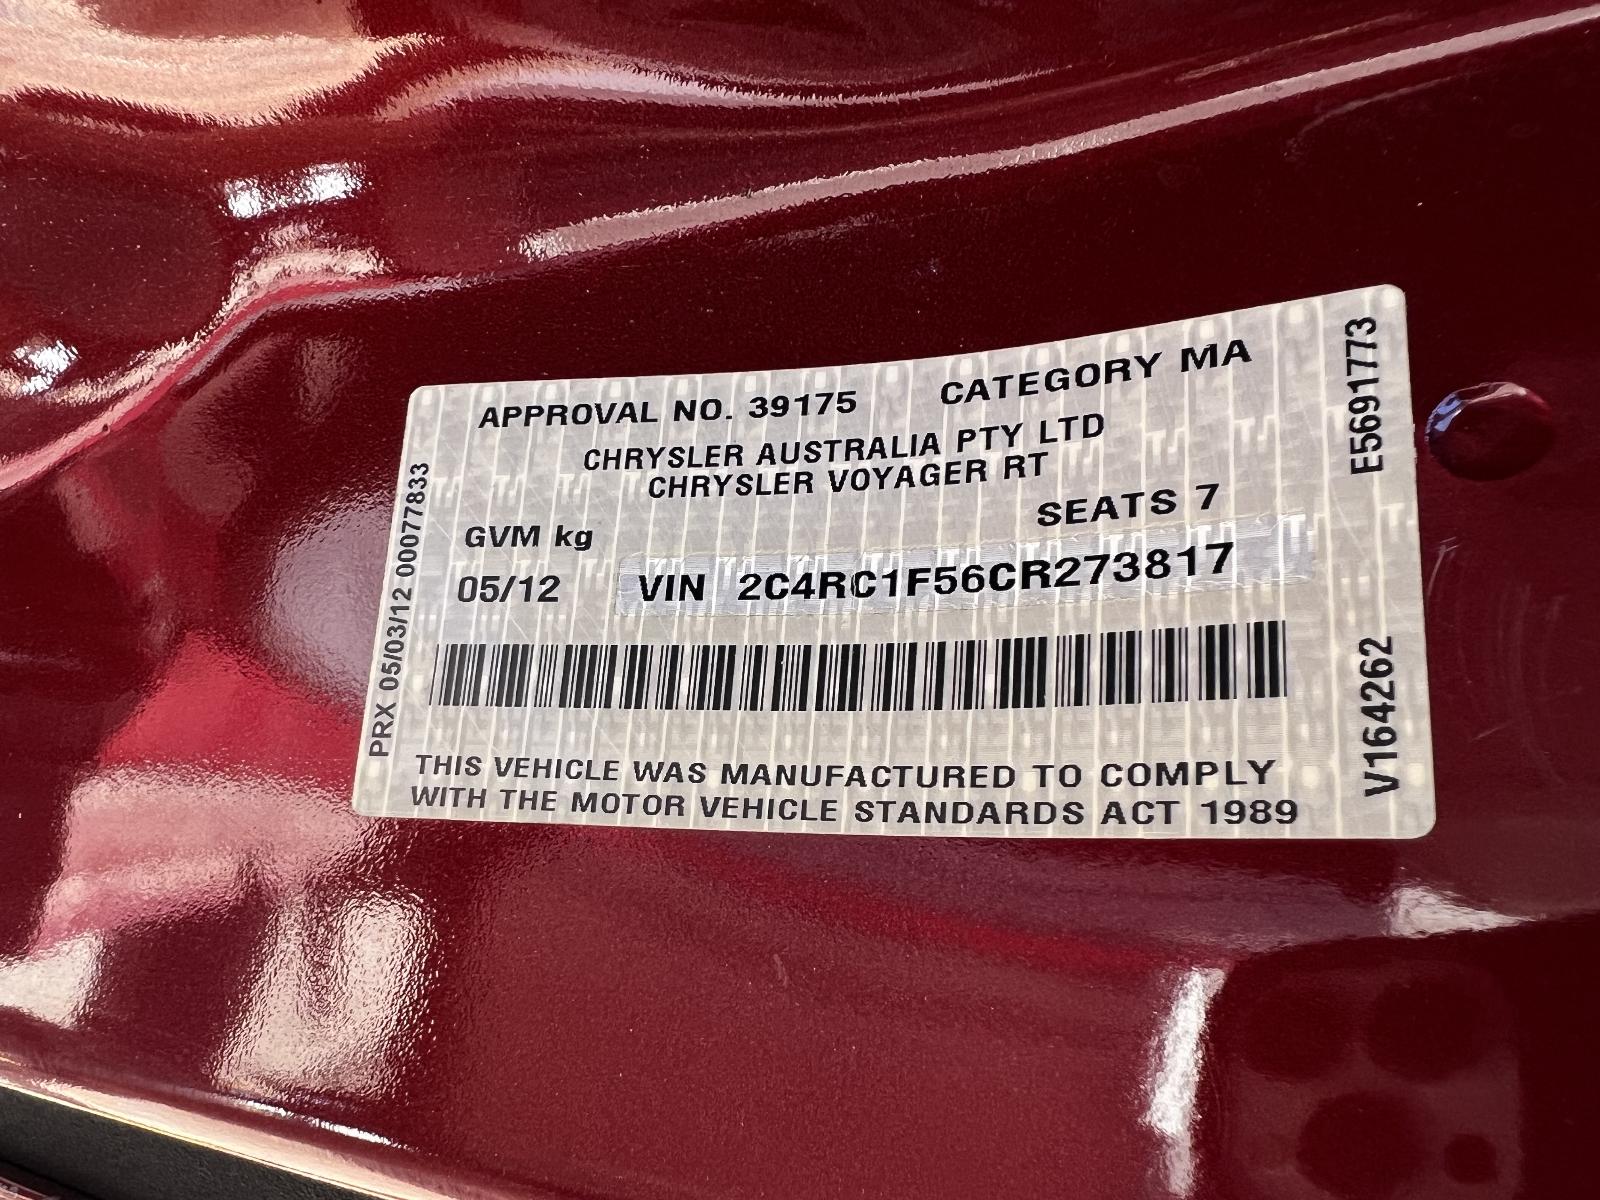 APPROVAL NO. 39175 CATEGORY MA
CHRYSLER AUSTRALIA PTY LTD
CHRYSLER VOYAGER RT
SEATS 7
GVM kg
05/12 VIN 2C4RC1F56CR273817
THIS VEHICLE WAS MANUFACTURED TO COMPLY
WITH THE MOTOR VEHICLE STANDARDS ACT 1989
PRX 05/03/12 00077833
E5691773
V164262